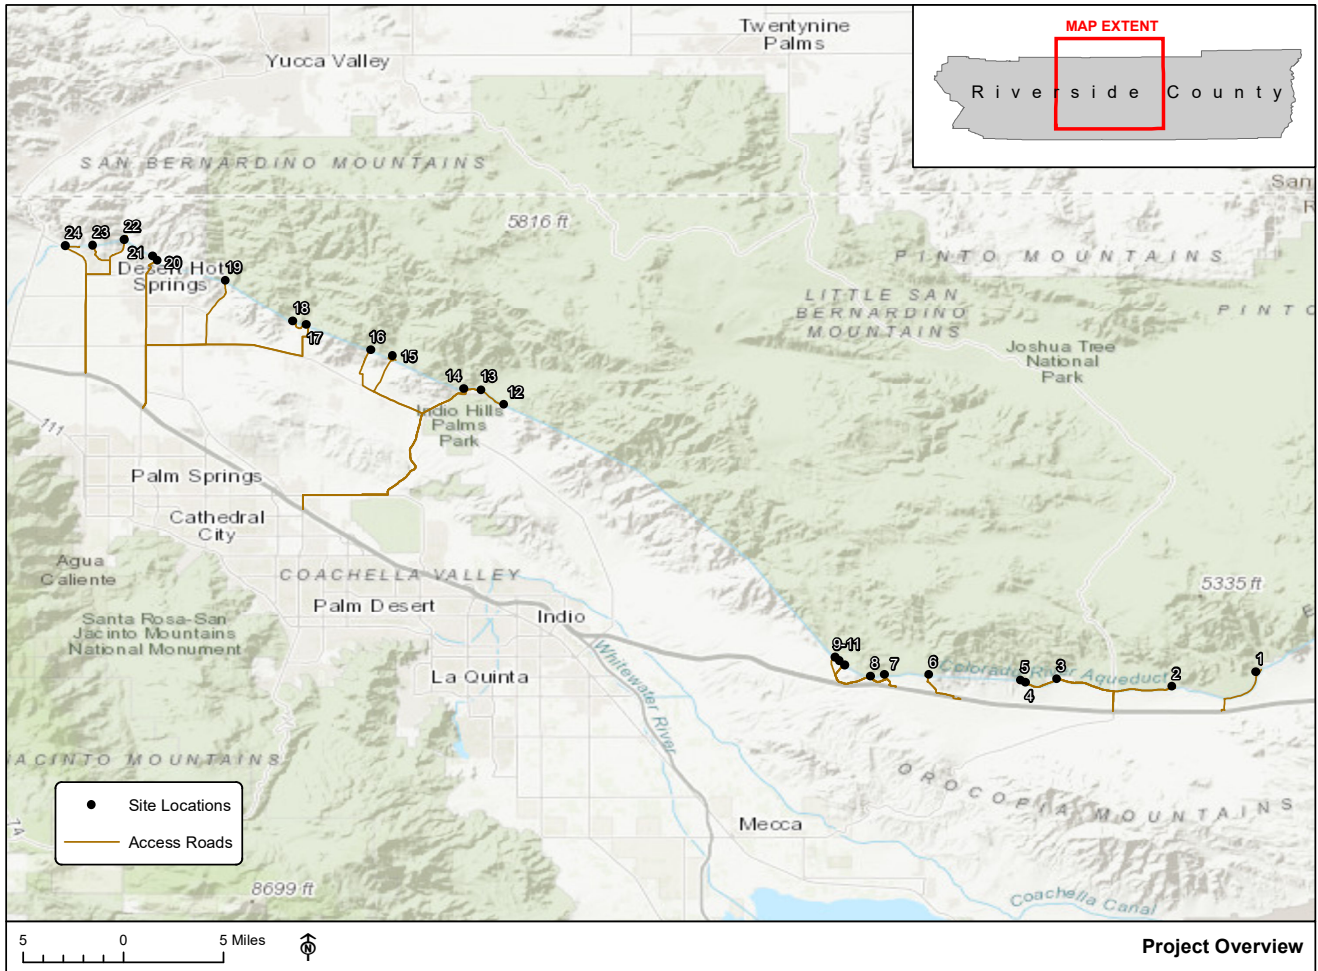 MAP EXTENT
Riverside County
Twentynine
Palms
Yucca Valley
SAN BERNARDINO MOUNTAINS
San
R
5816 ft
PINTO MOUNTAINS
LITTLE SAN
BERNARDINO
MOUNTAINS
PINTO
Joshua Tree
National
Park
24
23
22
21
20
Desert Hot
Springs
19
18
17
16
15
14
13
12
Indio Hills
Palms
Park
111
Palm Springs
Cathedral
City
Agua
Caliente
COACHELLA VALLEY
Palm Desert
Indio
Santa Rosa-San
Jacinto Mountains
National Monument
La Quinta
Whitewater River
5335 ft
9-11
8
7
6
Colorado River Aqueduct
5
4
3
2
1
JACINTO MOUNTAINS
OROCOPIA MOUNTAINS
Mecca
Coachella Canal
74
8699 ft
Site Locations
Access Roads
5 0 5 Miles
N
Project Overview